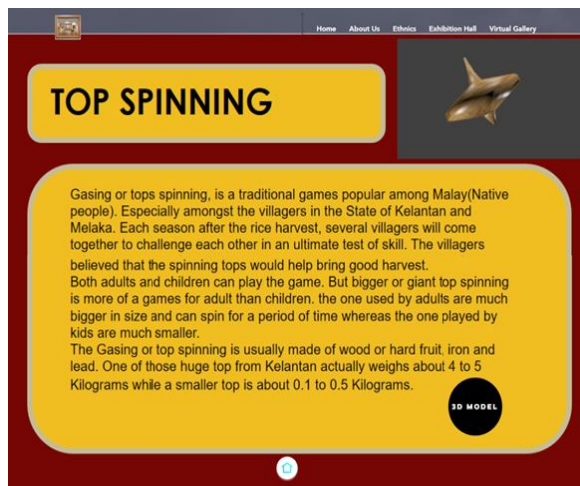 Home About Us Ethnics Exhibition Hall Virtual Gallery
TOP SPINNING
Gasing or tops spinning, is a traditional games popular among Malay(Native
people). Especially amongst the villagers in the State of Kelantan and
Melaka. Each season after the rice harvest, several villagers will come
together to challenge each other in an ultimate test of skill. The villagers
believed that the spinning tops would help bring good harvest.
Both adults and children can play the game. But bigger or giant top spinning
is more of a games for adult than children. the one used by adults are much
bigger in size and can spin for a period of time whereas the one played by
kids are much smaller.
The Gasing or top spinning is usually made of wood or hard fruit, iron and
lead. One of those huge top from Kelantan actually weighs about 4 to 5
Kilograms while a smaller top is about 0.1 to 0.5 Kilograms.
3D MODEL